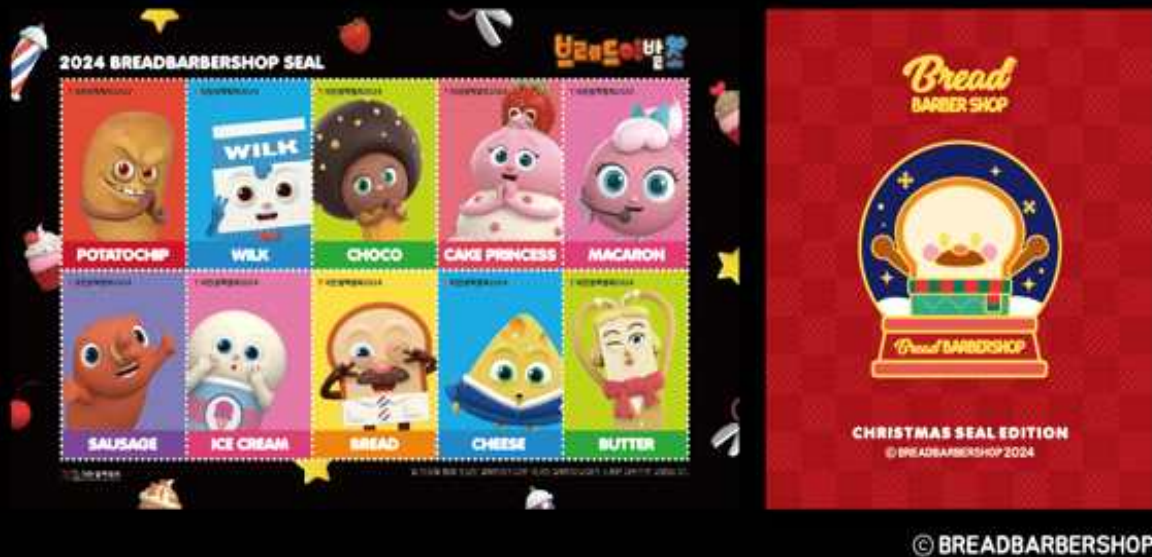 2024 BREADBARBERSHOP SEAL
브레드이발소
WILK
POTATOCHIP
WILK
CHOCO
CAKE PRINCESS
MACARON
SAUSAGE
ICE CREAM
BREAD
CHEESE
BUTTER
Bread
BARBER SHOP
Bread BARBERSHOP
CHRISTMAS SEAL EDITION
© BREADBARBERSHOP 2024
© BREADBARBERSHOP